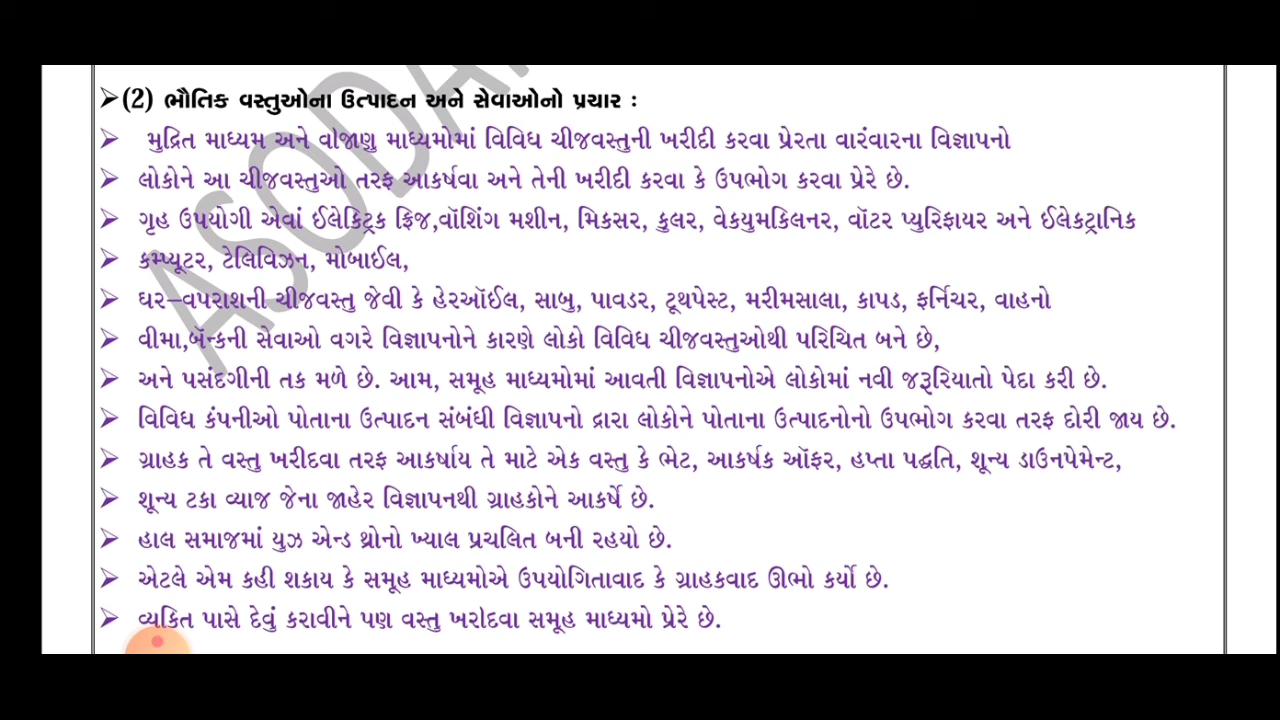 (2) ભૌતિક વસ્તુઓના ઉત્પાદન અને સેવાઓનો પ્રચાર :
મુદ્રિત માધ્યમ અને વીજાણુ માધ્યમોમાં વિવિધ ચીજવસ્તુની ખરીદી કરવા પ્રેરતા વારંવારના વિજ્ઞાપનો
લોકોને આ ચીજવસ્તુઓ તરફ આકર્ષવા અને તેની ખરીદી કરવા કે ઉપભોગ કરવા પ્રેરે છે.
ગૃહ ઉપયોગી એવાં ઈલેકિટ્રક ફ્રિજ,વૉશિંગ મશીન, મિકસર, કુલર, વેકયુમકિલનર, વૉટર પ્યુરિફાયર અને ઈલેકટ્રાનિક
કમ્પ્યૂટર, ટેલિવિઝન, મોબાઈલ,
ઘર–વપરાશની ચીજવસ્તુ જેવી કે હેરઑઈલ, સાબુ, પાવડર, ટૂથપેસ્ટ, મરીમસાલા, કાપડ, ફર્નિચર, વાહનો
વીમા,બૅન્કની સેવાઓ વગરે વિજ્ઞાપનોને કારણે લોકો વિવિધ ચીજવસ્તુઓથી પરિચિત બને છે,
અને પસંદગીની તક મળે છે. આમ, સમૂહ માધ્યમોમાં આવતી વિજ્ઞાપનોએ લોકોમાં નવી જરૂરિયાતો પેદા કરી છે.
વિવિધ કંપનીઓ પોતાના ઉત્પાદન સંબંધી વિજ્ઞાપનો દ્વારા લોકોને પોતાના ઉત્પાદનોનો ઉપભોગ કરવા તરફ દોરી જાય છે.
ગ્રાહક તે વસ્તુ ખરીદવા તરફ આકર્ષાય તે માટે એક વસ્તુ કે ભેટ, આકર્ષક ઑફર, હપ્તા પદ્ધતિ, શૂન્ય ડાઉનપેમેન્ટ,
શૂન્ય ટકા વ્યાજ જેના જાહેર વિજ્ઞાપનથી ગ્રાહકોને આકર્ષે છે.
હાલ સમાજમાં યુઝ એન્ડ થ્રોનો ખ્યાલ પ્રચલિત બની રહયો છે.
એટલે એમ કહી શકાય કે સમૂહ માધ્યમોએ ઉપયોગિતાવાદ કે ગ્રાહકવાદ ઊભો કર્યો છે.
વ્યકિત પાસે દેવું કરાવીને પણ વસ્તુ ખરીદવા સમૂહ માધ્યમો પ્રેરે છે.